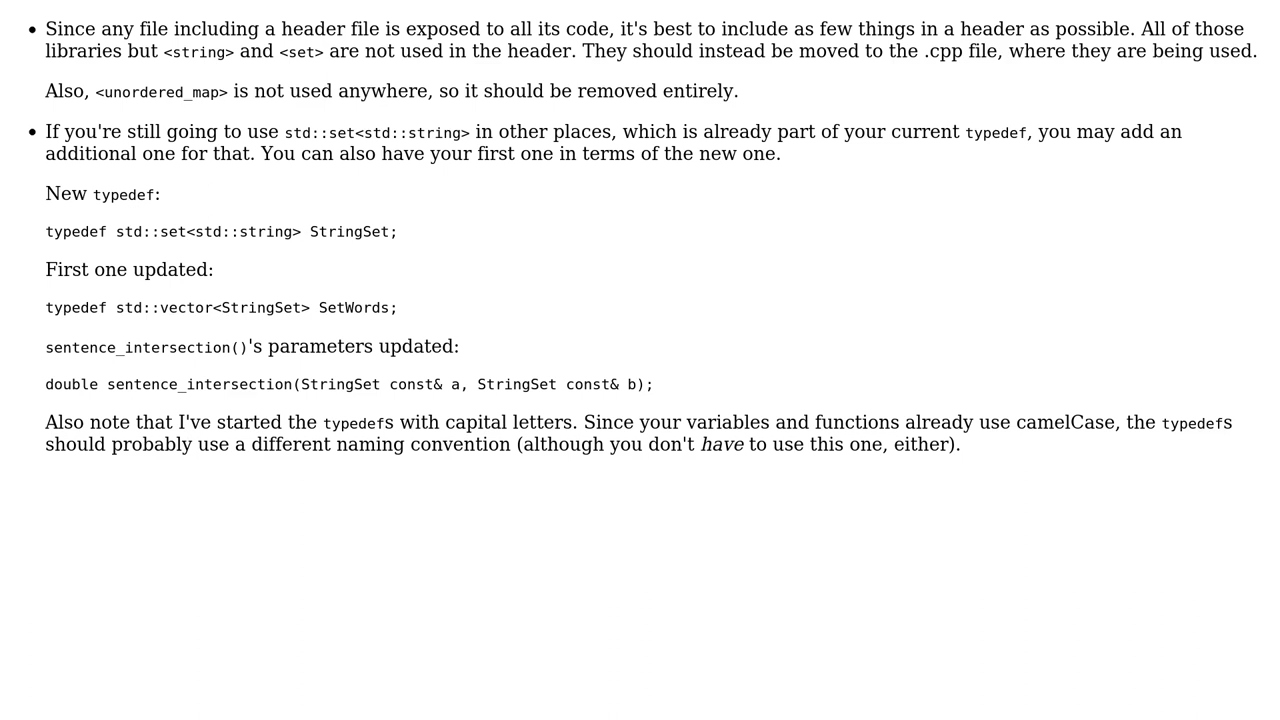 Since any file including a header file is exposed to all its code, it's best to include as few things in a header as possible. All of those
libraries but <string> and <set> are not used in the header. They should instead be moved to the .cpp file, where they are being used.
Also, <unordered_map> is not used anywhere, so it should be removed entirely.
If you're still going to use std::set<std::string> in other places, which is already part of your current typedef, you may add an
additional one for that. You can also have your first one in terms of the new one.
New typedef:
typedef std::set<std::string> StringSet;
First one updated:
typedef std::vector<StringSet> SetWords;
sentence_intersection()'s parameters updated:
double sentence_intersection(StringSet const& a, StringSet const& b);
Also note that I've started the typedefs with capital letters. Since your variables and functions already use camelCase, the typedefs
should probably use a different naming convention (although you don't have to use this one, either).